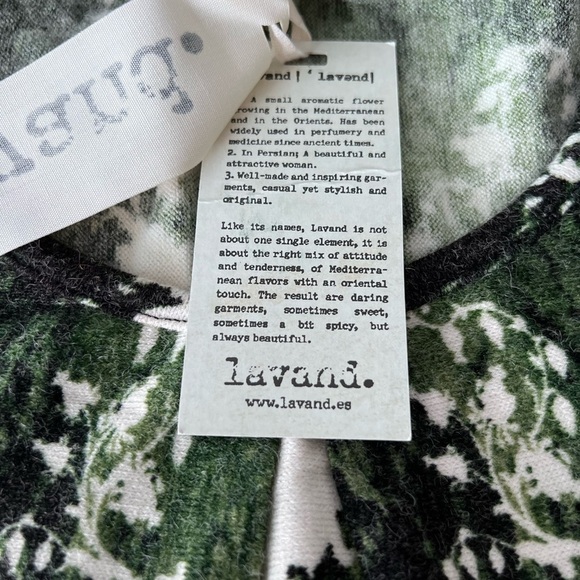 lavand.
and | ' lavənd|
A small aromatic flower
rowing in the Mediterranean
and in the Oriente. Has been
widely used in perfumery and
medicine since ancient times.
2. In Persian; A beautiful and
attractive woman.
3. Well-made and inspiring gar-
ments, casual yet stylish and
original.
Like its names, Lavand is not
about one single element, it is
about the right mix of attitude
and tenderness, of Mediterra-
nean flavors with an oriental
touch. The result are daring
garments, sometimes sweet,
sometimes a bit spicy, but
always beautiful.
lavand.
www.lavand.es